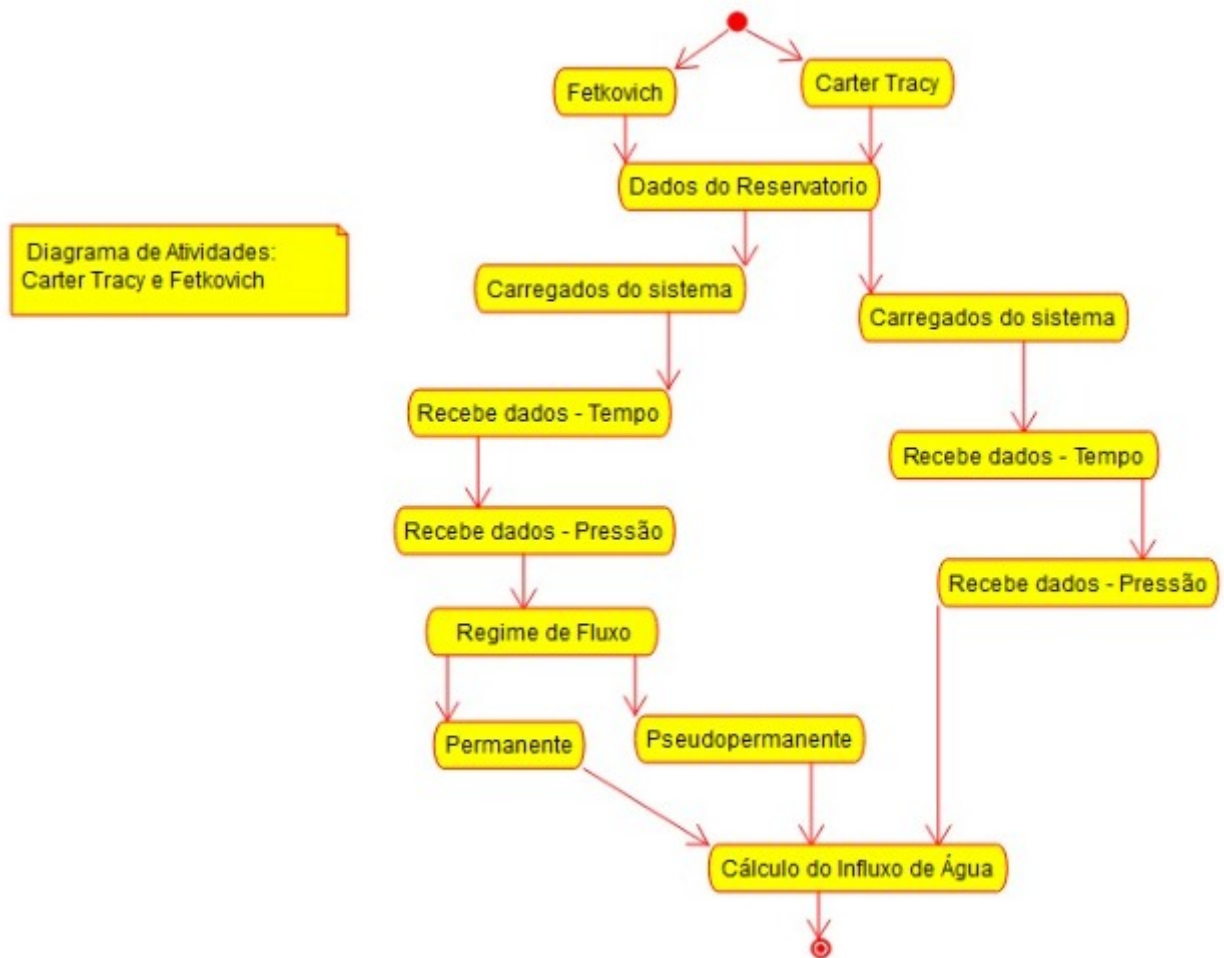 Fetkovich
Carter Tracy
Dados do Reservatorio
Diagrama de Atividades:
Carter Tracy e Fetkovich
Carregados do sistema
Carregados do sistema
Recebe dados - Tempo
Recebe dados - Tempo
Recebe dados - Pressão
Recebe dados - Pressão
Regime de Fluxo
Permanente
Pseudopermanente
Cálculo do Influxo de Água